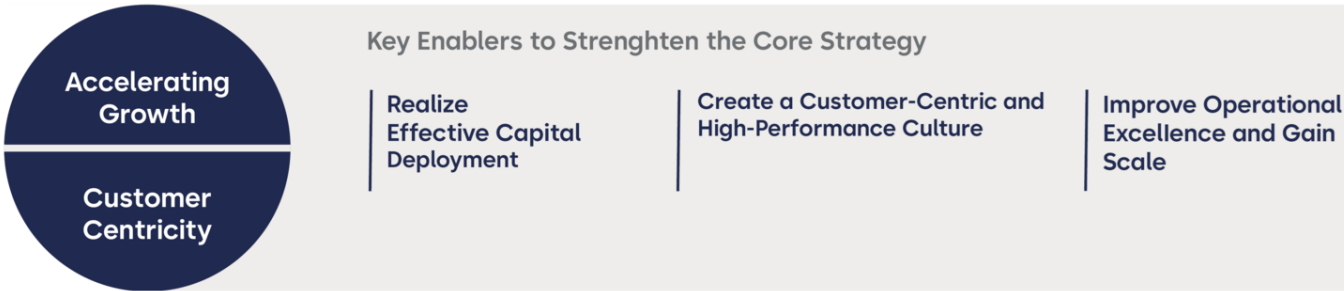 Accelerating
Growth
Customer
Centricity
Key Enablers to Strenghten the Core Strategy
Realize
Effective Capital
Deployment
Create a Customer-Centric and
High-Performance Culture
Improve Operational
Excellence and Gain
Scale